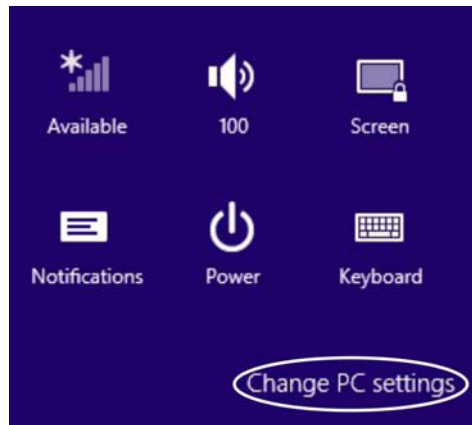 Available 100 Screen
Notifications Power Keyboard
Change PC settings